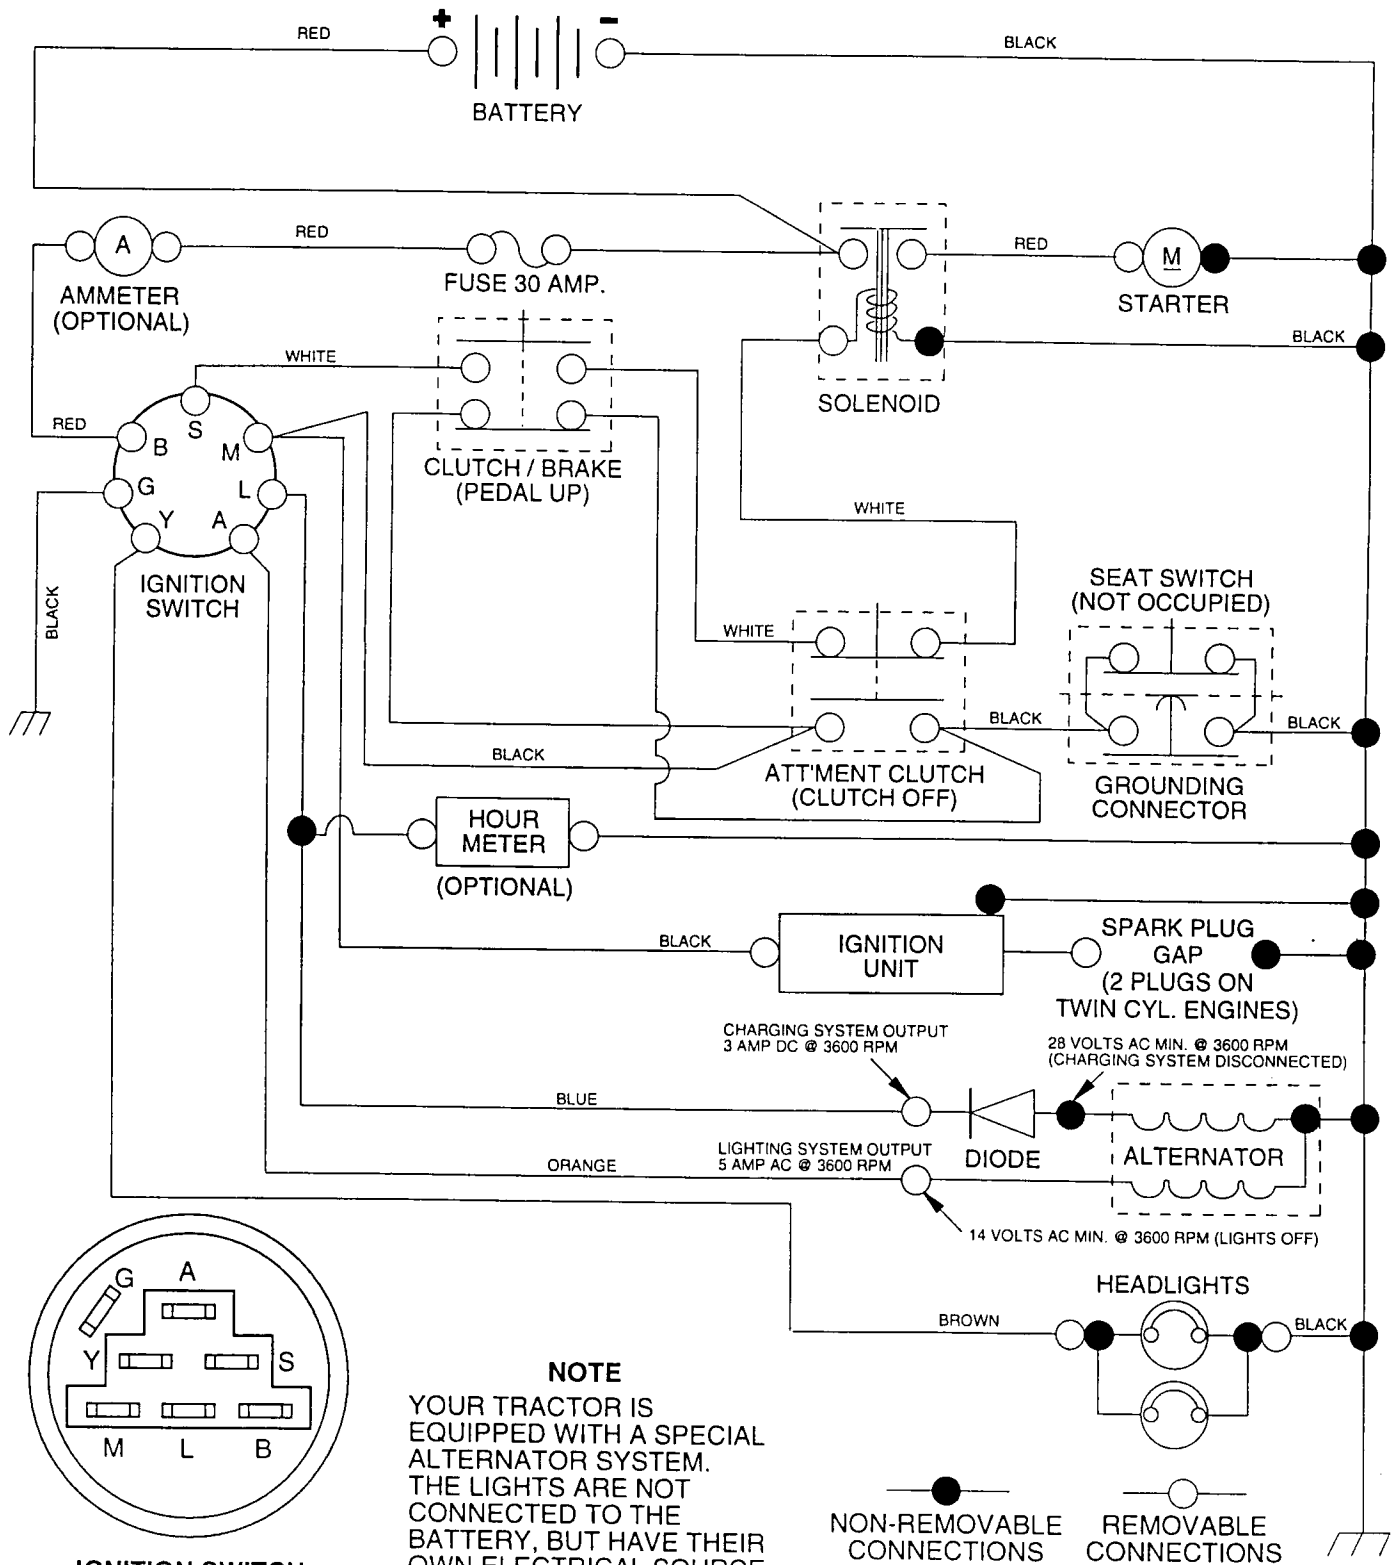 + -
RED
BLACK
BATTERY
A
RED
RED
M
FUSE 30 AMP.
AMMETER
(OPTIONAL)
STARTER
BLACK
WHITE
SOLENOID
RED
S
B
M
G
L
Y
A
CLUTCH / BRAKE
(PEDAL UP)
WHITE
IGNITION
SWITCH
BLACK
SEAT SWITCH
(NOT OCCUPIED)
WHITE
BLACK
BLACK
BLACK
ATT'MENT CLUTCH
(CLUTCH OFF)
GROUNDING
CONNECTOR
HOUR
METER
(OPTIONAL)
BLACK
IGNITION
UNIT
SPARK PLUG
GAP
(2 PLUGS ON
TWIN CYL. ENGINES)
CHARGING SYSTEM OUTPUT
3 AMP DC @ 3600 RPM
28 VOLTS AC MIN. @ 3600 RPM
(CHARGING SYSTEM DISCONNECTED)
BLUE
DIODE
ALTERNATOR
LIGHTING SYSTEM OUTPUT
5 AMP AC @ 3600 RPM
ORANGE
14 VOLTS AC MIN. @ 3600 RPM (LIGHTS OFF)
HEADLIGHTS
BROWN
BLACK
G
A
Y
S
M
L
B
IGNITION SWITCH
NOTE
YOUR TRACTOR IS
EQUIPPED WITH A SPECIAL
ALTERNATOR SYSTEM.
THE LIGHTS ARE NOT
CONNECTED TO THE
BATTERY, BUT HAVE THEIR
OWN ELECTRICAL SOURCE
NON-REMOVABLE
CONNECTIONS
REMOVABLE
CONNECTIONS